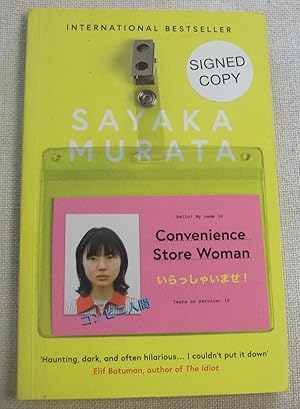 INTERNATIONAL BESTSELLER
SIGNED
COPY
SAYAKA
MURATA
Hello! My name is
Convenience
Store Woman
いらっしゃいませ!
Years of Service: 18
コンビニ人間
'Haunting, dark, and often hilarious... I couldn't put it down'
Elif Batuman, author of The Idiot